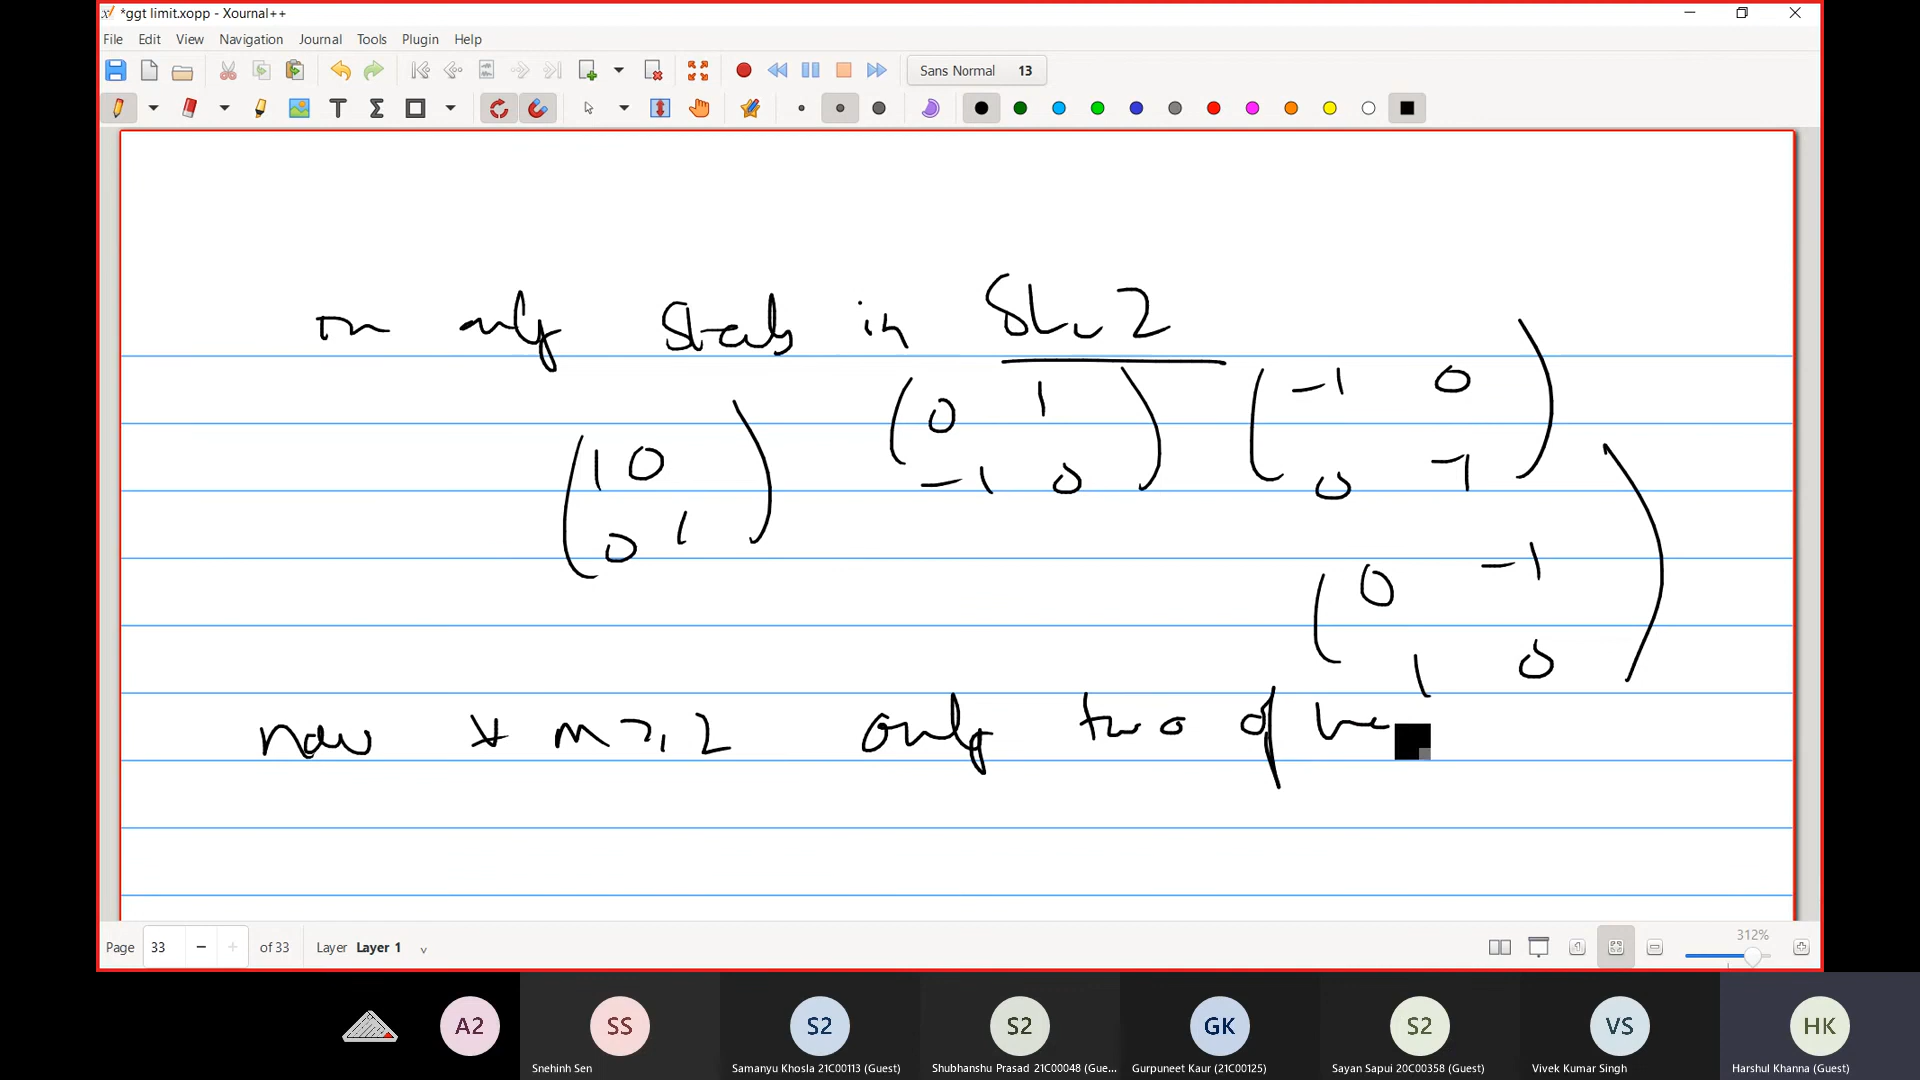 *ggt limit.xopp - Xournal++
File Edit View Navigation Journal Tools Plugin Help
Sans Normal 13
only in SL 2
( 1 0
0 1 ) ( 0 1
-1 0 ) ( -1 0
0 -1 )
( 0 -1
1 0 )
now ∀ m ≥ 2 only two of
Page 33 − + of 33 Layer Layer 1 312%
A2 SS S2 S2 GK S2 VS HK
Snehinh Sen Samanyu Khosla 21C00113 (Guest) Shubhanshu Prasad 21C00048 (Gue... Gurpuneet Kaur (21C00125) Sayan Sapui 20C00358 (Guest) Vivek Kumar Singh Harshul Khanna (Guest)